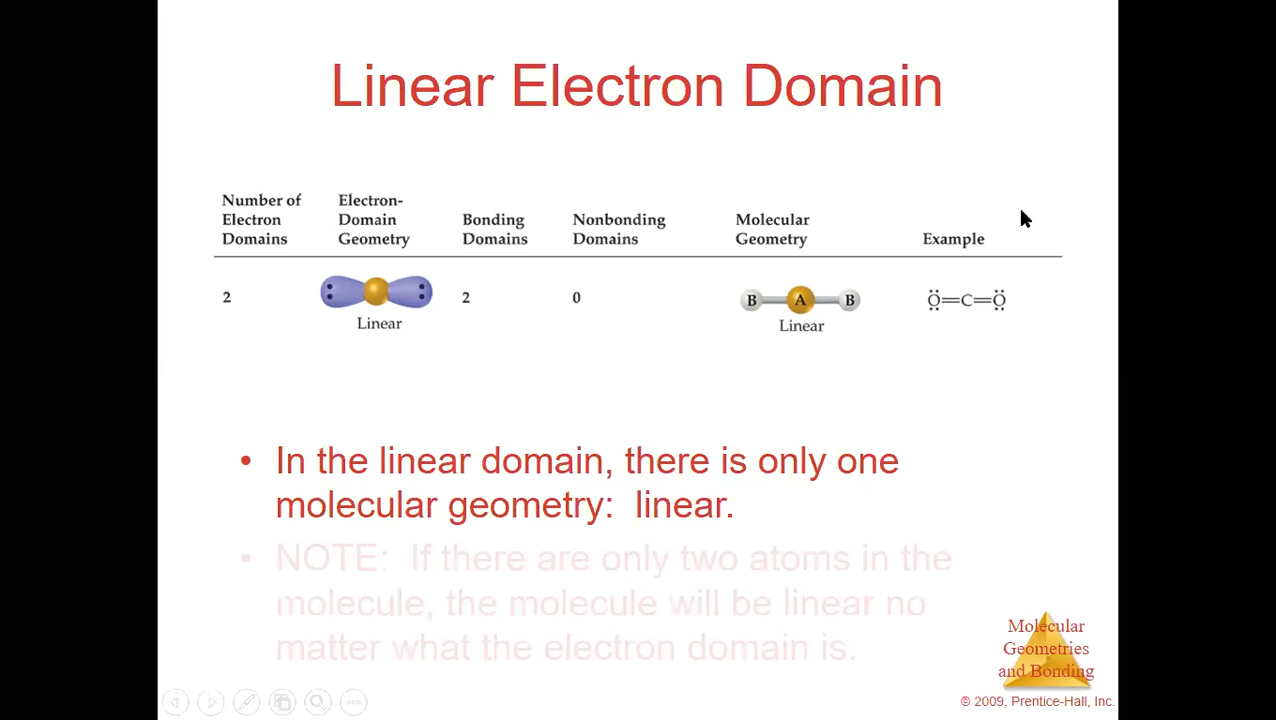 Linear Electron Domain
Number of Electron Domains
Electron-Domain Geometry
Bonding Domains
Nonbonding Domains
Molecular Geometry
Example
2
Linear
2
0
B A B
Linear
Ö=C=Ö
• In the linear domain, there is only one
molecular geometry: linear.
• NOTE: If there are only two atoms in the
molecule, the molecule will be linear no
matter what the electron domain is.
Molecular
Geometries
and Bonding
© 2009, Prentice-Hall, Inc.